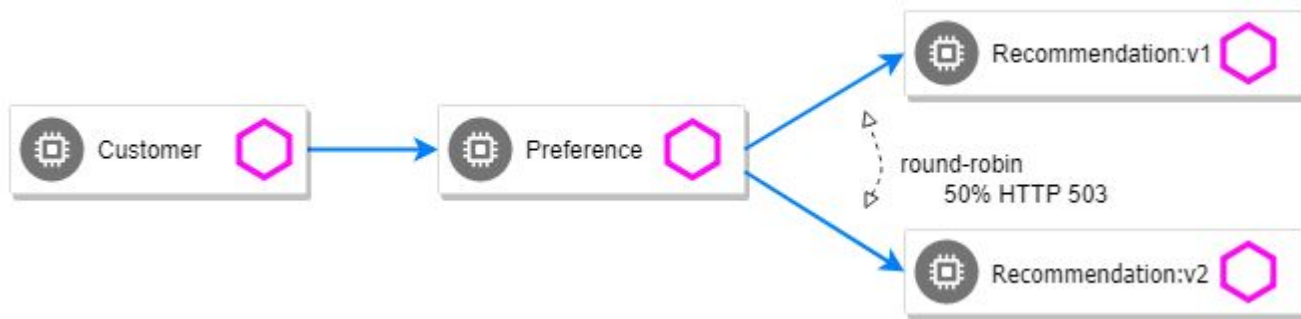 Recommendation:v1
Customer
Preference
round-robin
50% HTTP 503
Recommendation:v2